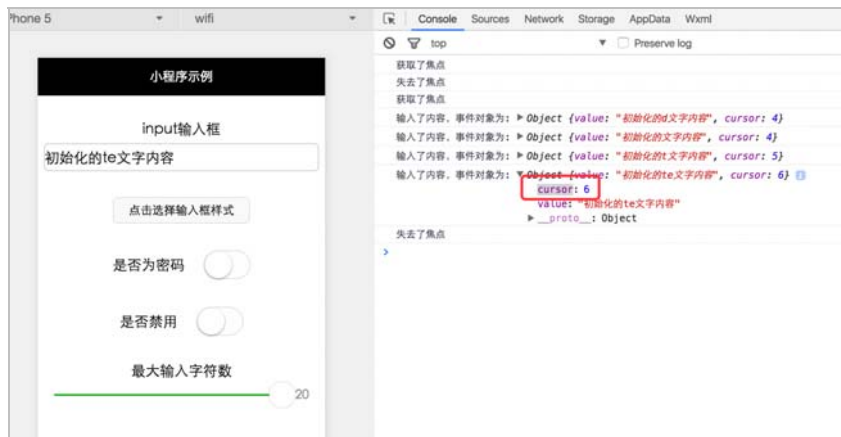 Phone 5 wifi
Console Sources Network Storage AppData Wxml
top Preserve log
小程序示例
input输入框
初始化的te文字内容
点击选择输入框样式
是否为密码
是否禁用
最大输入字符数
20
获取了焦点
失去了焦点
获取了焦点
输入了内容，事件对象为: ▶ Object {value: "初始化的d文字内容", cursor: 4}
输入了内容，事件对象为: ▶ Object {value: "初始化的文字内容", cursor: 4}
输入了内容，事件对象为: ▶ Object {value: "初始化的t文字内容", cursor: 5}
输入了内容，事件对象为: ▼ Object {value: "初始化的te文字内容", cursor: 6}
cursor: 6
value: "初始化的te文字内容"
▶ __proto__: Object
失去了焦点